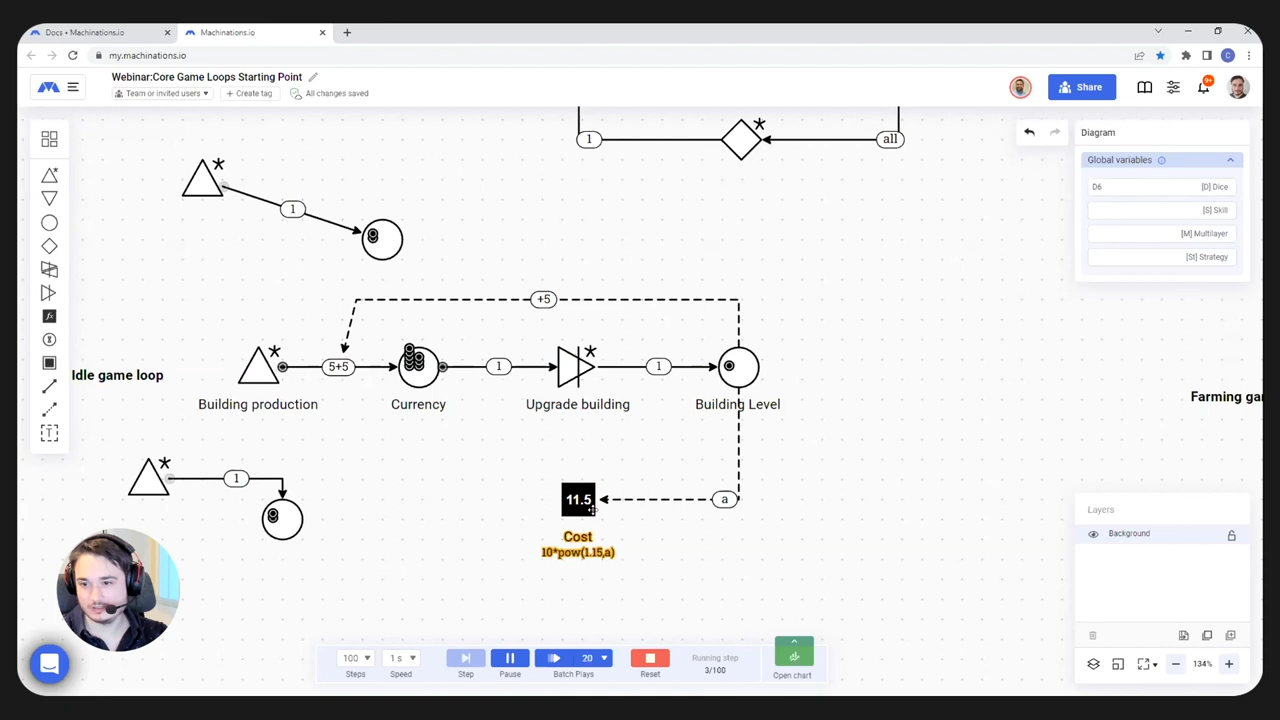 Docs • Machinations.io
Machinations.io
my.machinations.io
C
Webinar:Core Game Loops Starting Point
Team or invited users
+ Create tag
All changes saved
Share
9+
1
all
Diagram
Global variables
D6
[D] Dice
[S] Skill
[M] Multilayer
[St] Strategy
1
+5
5+5
1
1
Idle game loop
Building production
Currency
Upgrade building
Building Level
Farming gar
1
11.5
a
Cost
10*pow(1.15,a)
Layers
Background
100
1 s
20
Steps
Speed
Step
Pause
Batch Plays
Reset
Running step
3/100
Open chart
134%